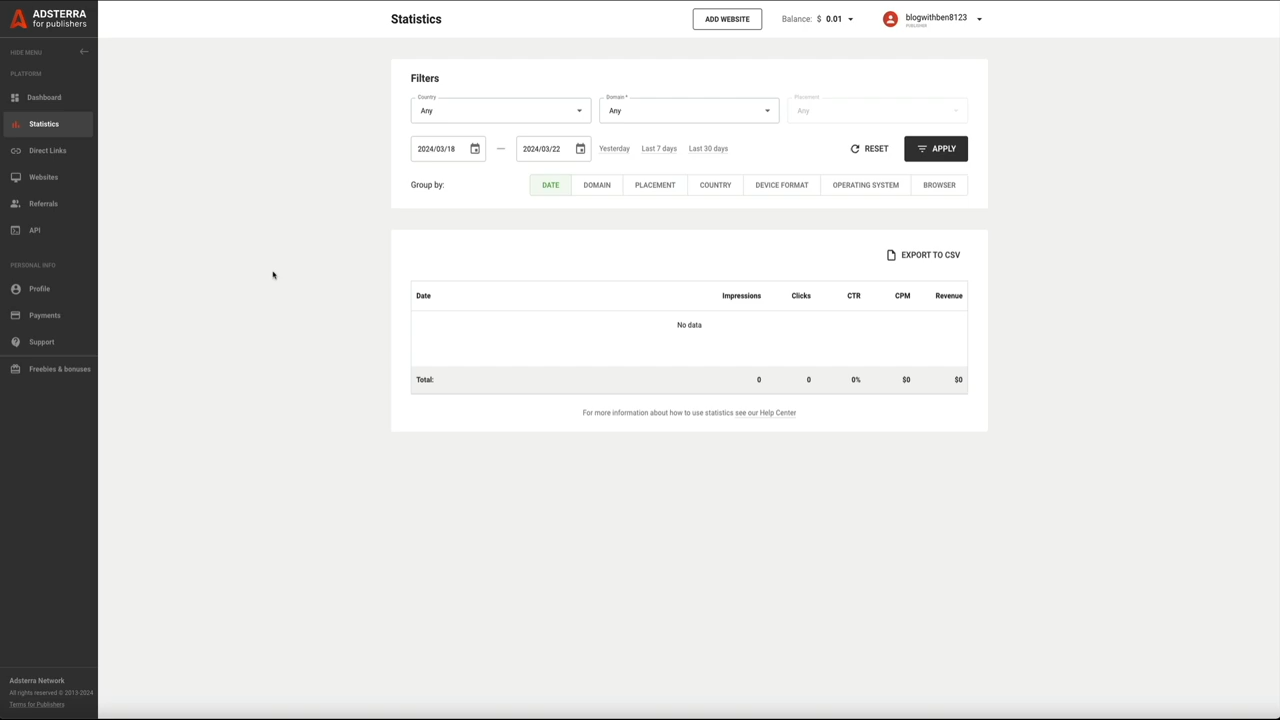 ADSTERRA
for publishers
HIDE MENU
PLATFORM
Dashboard
Statistics
Direct Links
Websites
Referrals
API
PERSONAL INFO
Profile
Payments
Support
Freebies & bonuses
Adsterra Network
All rights reserved © 2013-2024
Terms for Publishers
Statistics
ADD WEBSITE
Balance: $ 0.01
blogwithben8123
PUBLISHER
Filters
Country
Any
Domain *
Any
Placement
Any
2024/03/18 — 2024/03/22 Yesterday Last 7 days Last 30 days RESET APPLY
Group by: DATE DOMAIN PLACEMENT COUNTRY DEVICE FORMAT OPERATING SYSTEM BROWSER
EXPORT TO CSV
Date Impressions Clicks CTR CPM Revenue
No data
Total: 0 0 0% $0 $0
For more information about how to use statistics see our Help Center